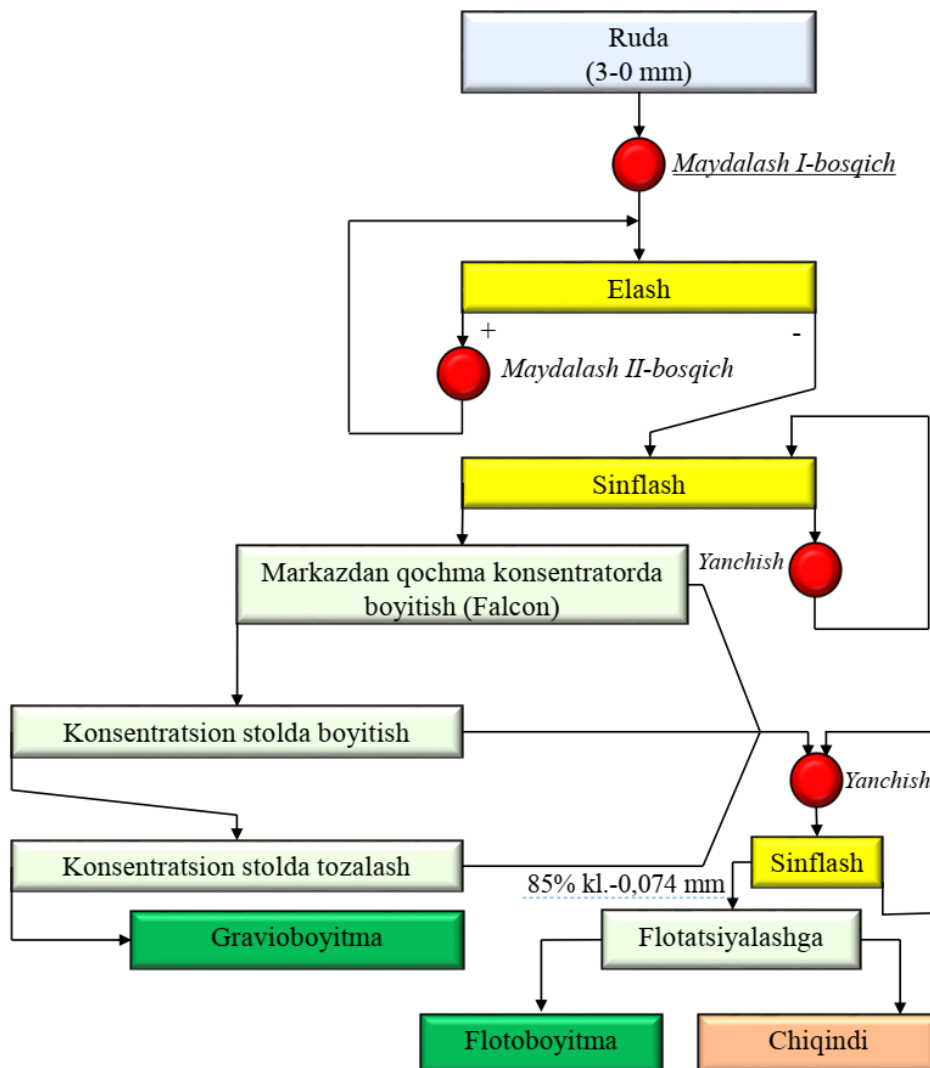 Ruda
(3-0 mm)
Maydalash I-bosqich
Elash
+
-
Maydalash II-bosqich
Sinflash
Yanchish
Markazdan qochma konsentratorda
boyitish (Falcon)
Konsentratsion stolda boyitish
Yanchish
Konsentratsion stolda tozalash
Sinflash
85% kl.-0,074 mm
Gravioboyitma
Flotatsiyalashga
Flotoboyitma
Chiqindi